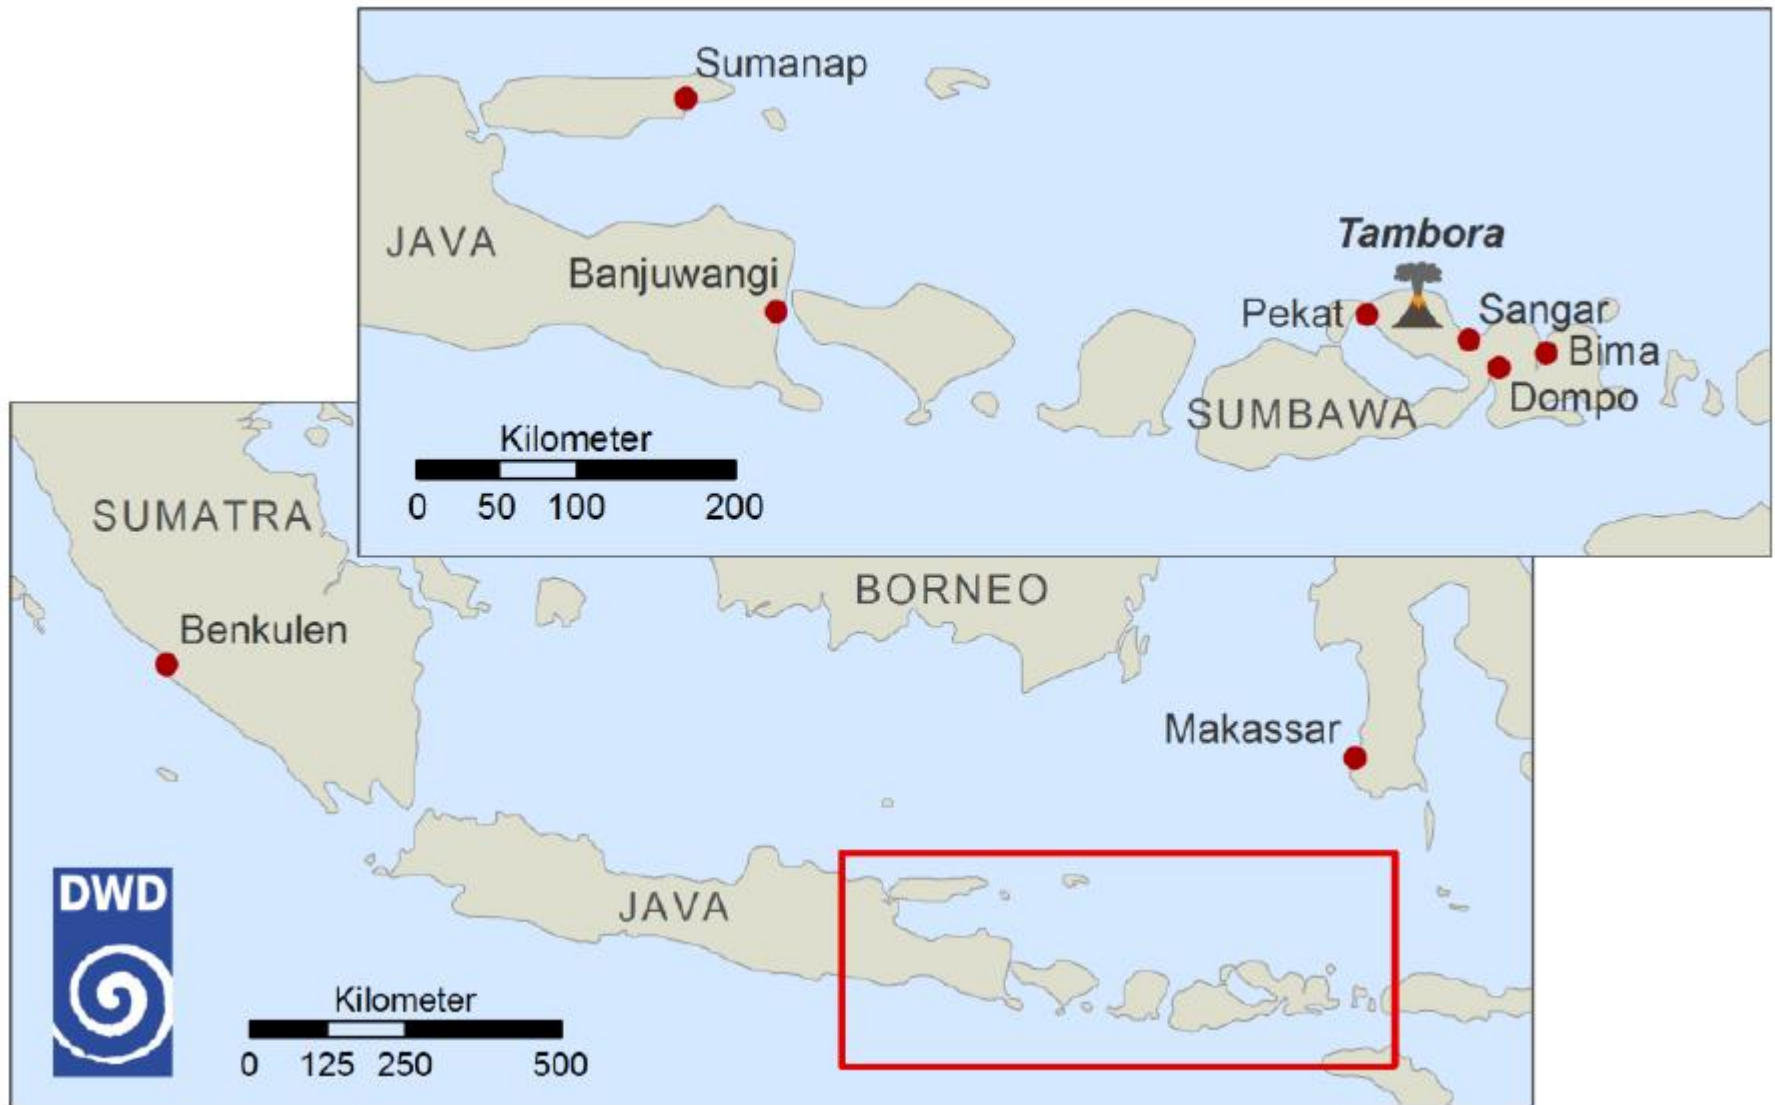 Sumanap
Tambora
JAVA
Banjuwangi
Pekat
Sangar
Bima
Dompo
SUMBAWA
Kilometer
0 50 100 200
SUMATRA
BORNEO
Benkulen
Makassar
DWD
JAVA
Kilometer
0 125 250 500